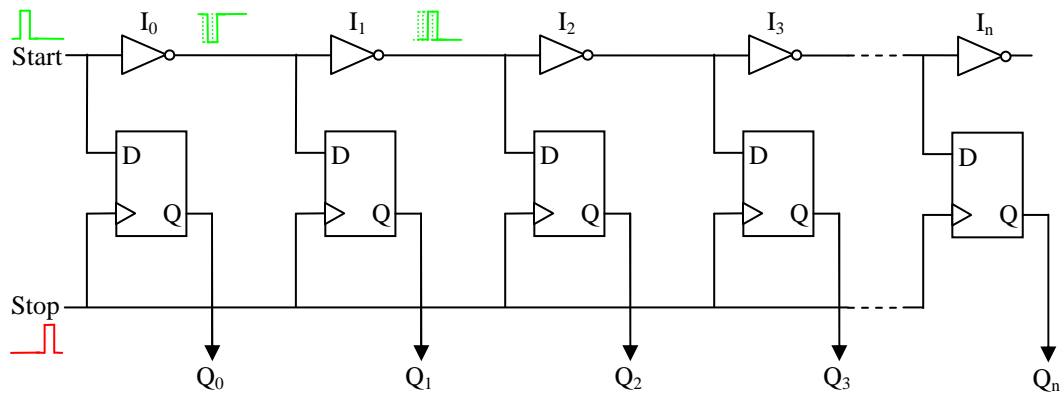 I₀ I₁ I₂ I₃ Iₙ
Start
D D D D D
Q Q Q Q Q
Stop
Q₀ Q₁ Q₂ Q₃ Qₙ